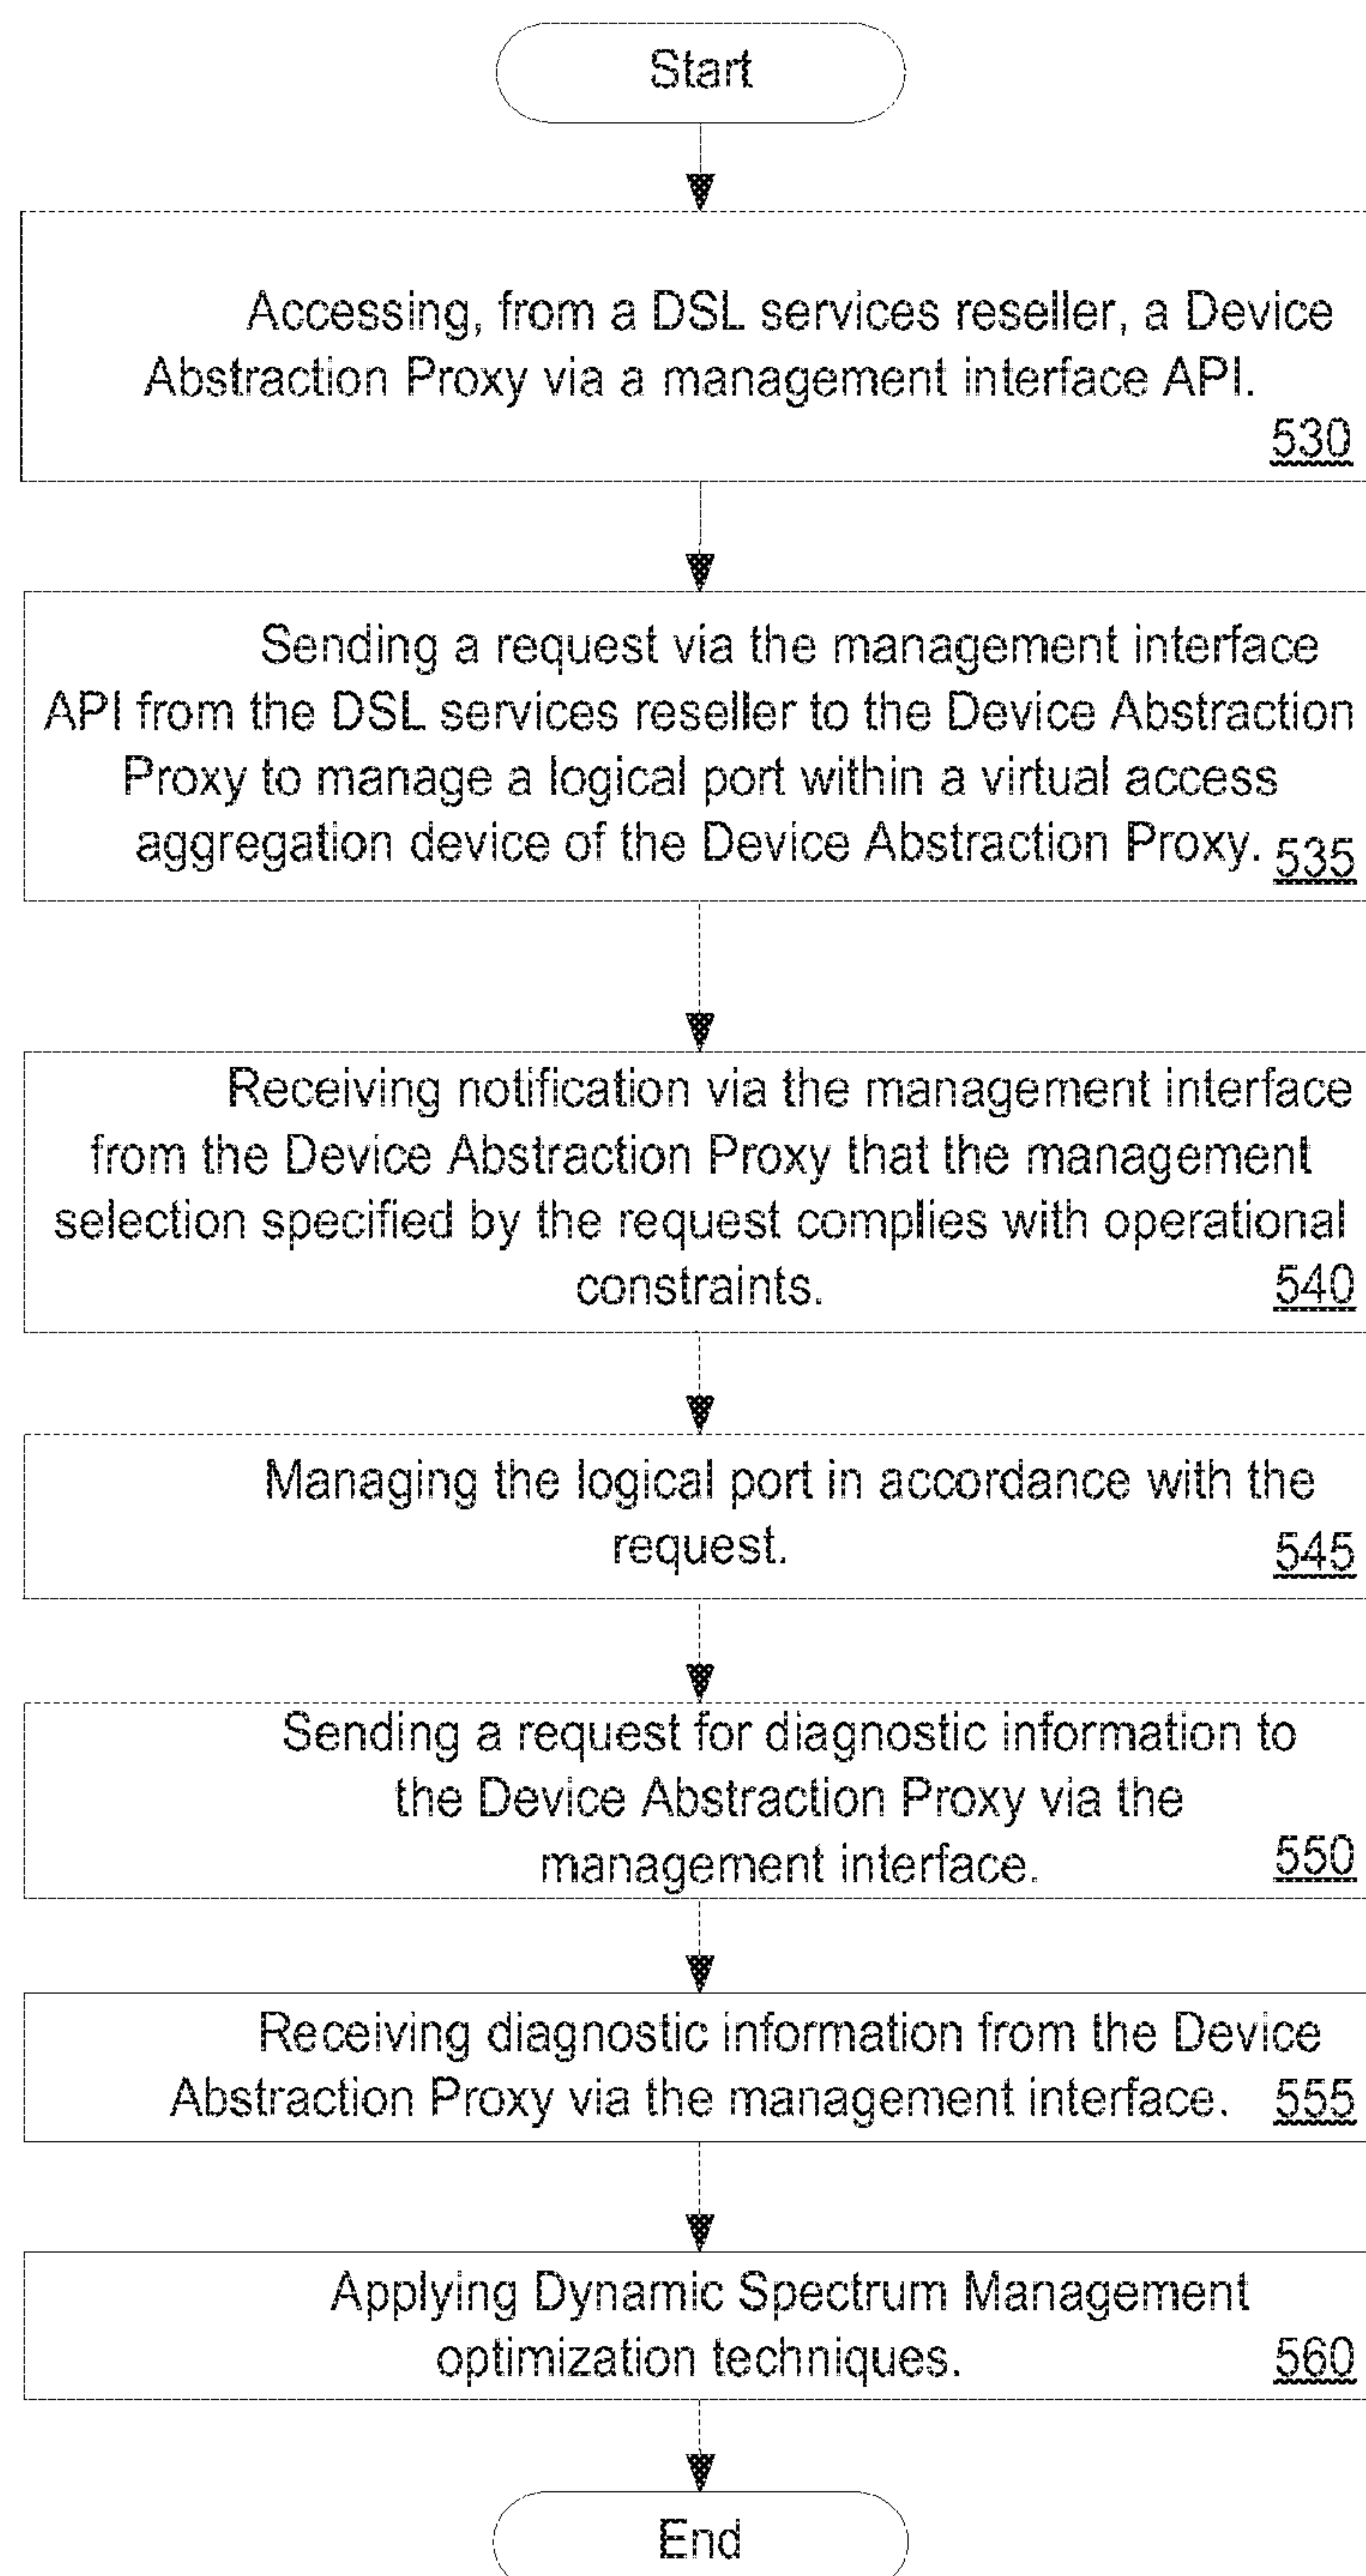 Start
Accessing, from a DSL services reseller, a Device
Abstraction Proxy via a management interface API.
530
Sending a request via the management interface
API from the DSL services reseller to the Device Abstraction
Proxy to manage a logical port within a virtual access
aggregation device of the Device Abstraction Proxy. 535
Receiving notification via the management interface
from the Device Abstraction Proxy that the management
selection specified by the request complies with operational
constraints. 540
Managing the logical port in accordance with the
request. 545
Sending a request for diagnostic information to
the Device Abstraction Proxy via the
management interface. 550
Receiving diagnostic information from the Device
Abstraction Proxy via the management interface. 555
Applying Dynamic Spectrum Management
optimization techniques. 560
End